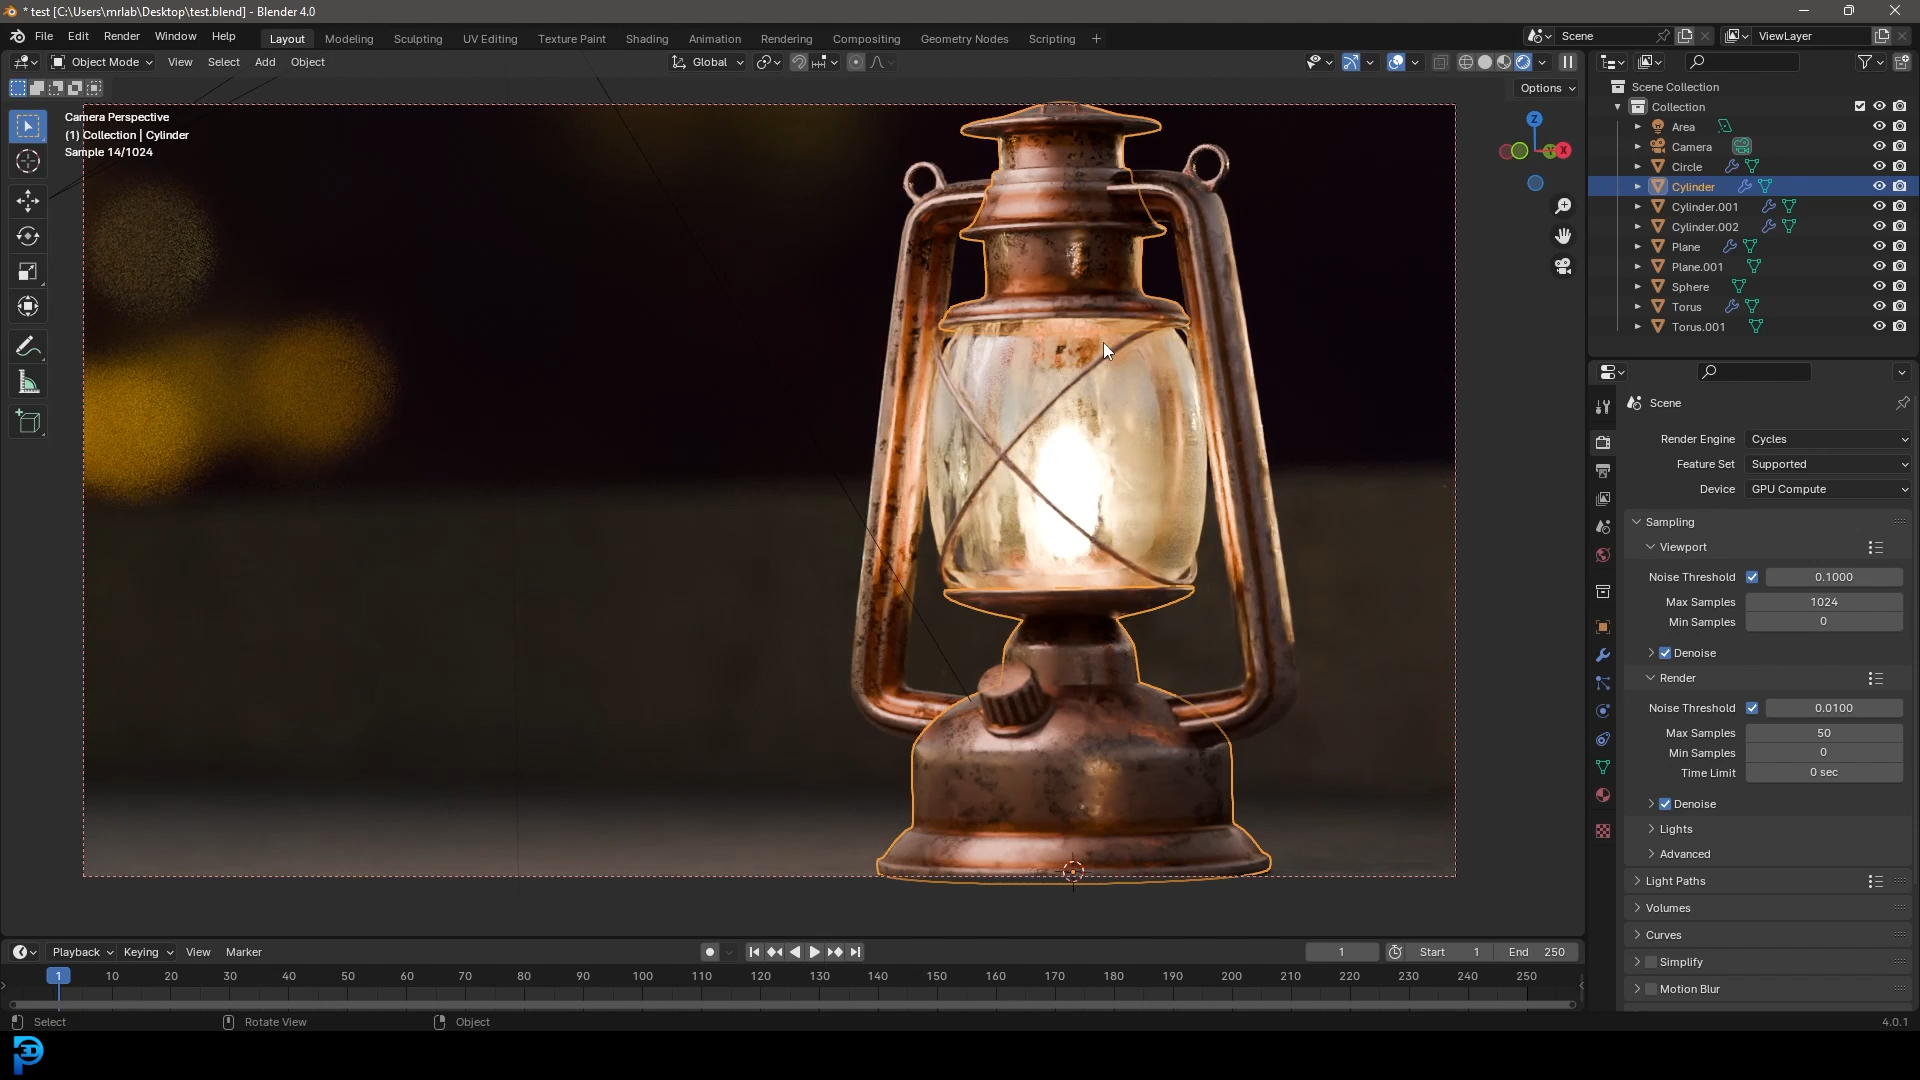 * test [C:\Users\mrlab\Desktop\test.blend] - Blender 4.0
File Edit Render Window Help Layout Modeling Sculpting UV Editing Texture Paint Shading Animation Rendering Compositing Geometry Nodes Scripting + Scene ViewLayer
Object Mode View Select Add Object Global
Options
Camera Perspective
(1) Collection | Cylinder
Sample 14/1024
Z
Y
X
Scene Collection
Collection
Area
Camera
Circle
Cylinder
Cylinder.001
Cylinder.002
Plane
Plane.001
Sphere
Torus
Torus.001
Scene
Render Engine Cycles
Feature Set Supported
Device GPU Compute
Sampling
Viewport
Noise Threshold 0.1000
Max Samples 1024
Min Samples 0
Denoise
Render
Noise Threshold 0.0100
Max Samples 50
Min Samples 0
Time Limit 0 sec
Denoise
Lights
Advanced
Light Paths
Volumes
Curves
Simplify
Motion Blur
Playback Keying View Marker 1 Start 1 End 250
1 10 20 30 40 50 60 70 80 90 100 110 120 130 140 150 160 170 180 190 200 210 220 230 240 250
Select Rotate View Object 4.0.1
3D
P